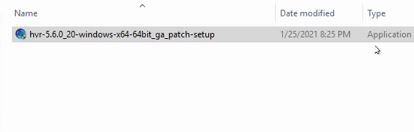 Name Date modified Type
hvr-5.6.0_20-windows-x64-64bit_ga_patch-setup 1/25/2021 8:25 PM Application